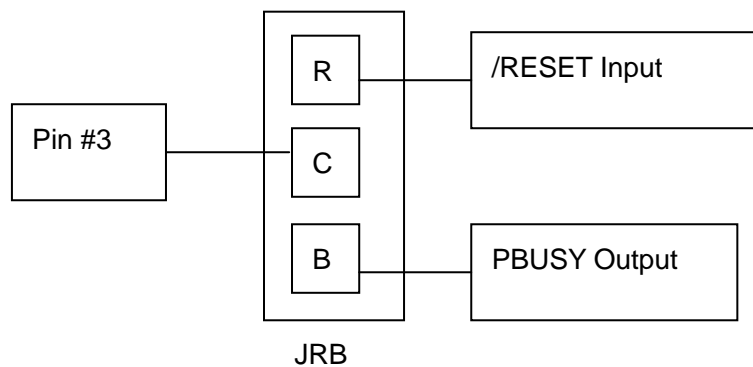 R
/RESET Input
Pin #3
C
B
PBUSY Output
JRB